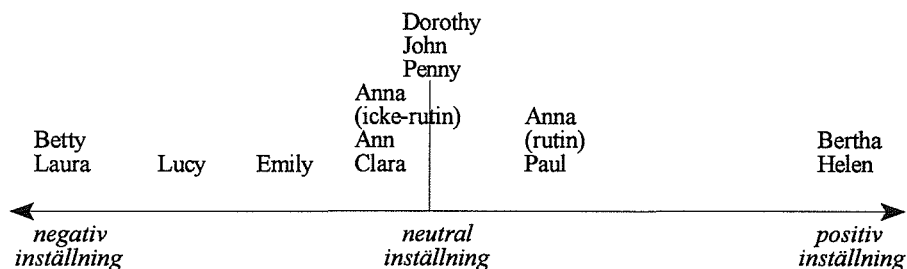 Dorothy
John
Penny
Anna
(icke-rutin)
Ann
Clara
Anna
(rutin)
Paul
Betty
Laura
Lucy
Emily
Bertha
Helen
negativ
inställning
neutral
inställning
positiv
inställning